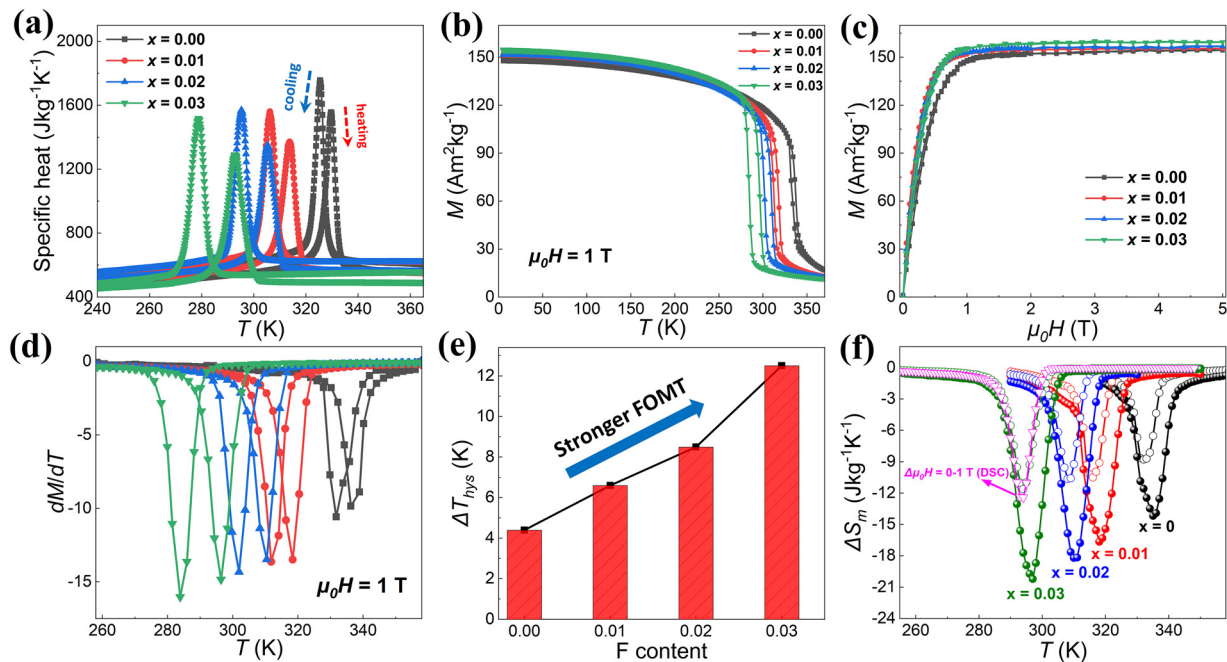 (a)
2000
1600
1200
800
400
Specific heat (Jkg⁻¹K⁻¹)
x = 0.00
x = 0.01
x = 0.02
x = 0.03
cooling
heating
240 260 280 300 320 340 360
T (K)
(b)
150
120
90
60
30
0
M (Am²kg⁻¹)
x = 0.00
x = 0.01
x = 0.02
x = 0.03
μ₀H = 1 T
0 50 100 150 200 250 300 350
T (K)
(c)
150
120
90
60
30
0
M (Am²kg⁻¹)
x = 0.00
x = 0.01
x = 0.02
x = 0.03
0 1 2 3 4 5
μ₀H (T)
(d)
0
-5
-10
-15
dM/dT
μ₀H = 1 T
260 280 300 320 340
T (K)
(e)
12
10
8
6
4
2
0
ΔT_hys (K)
Stronger FOMT
0.00 0.01 0.02 0.03
F content
(f)
0
-3
-6
-9
-12
-15
-18
-21
-24
ΔSₘ (Jkg⁻¹K⁻¹)
Δμ₀H = 0-1 T (DSC)
x = 0
x = 0.01
x = 0.02
x = 0.03
260 280 300 320 340
T (K)